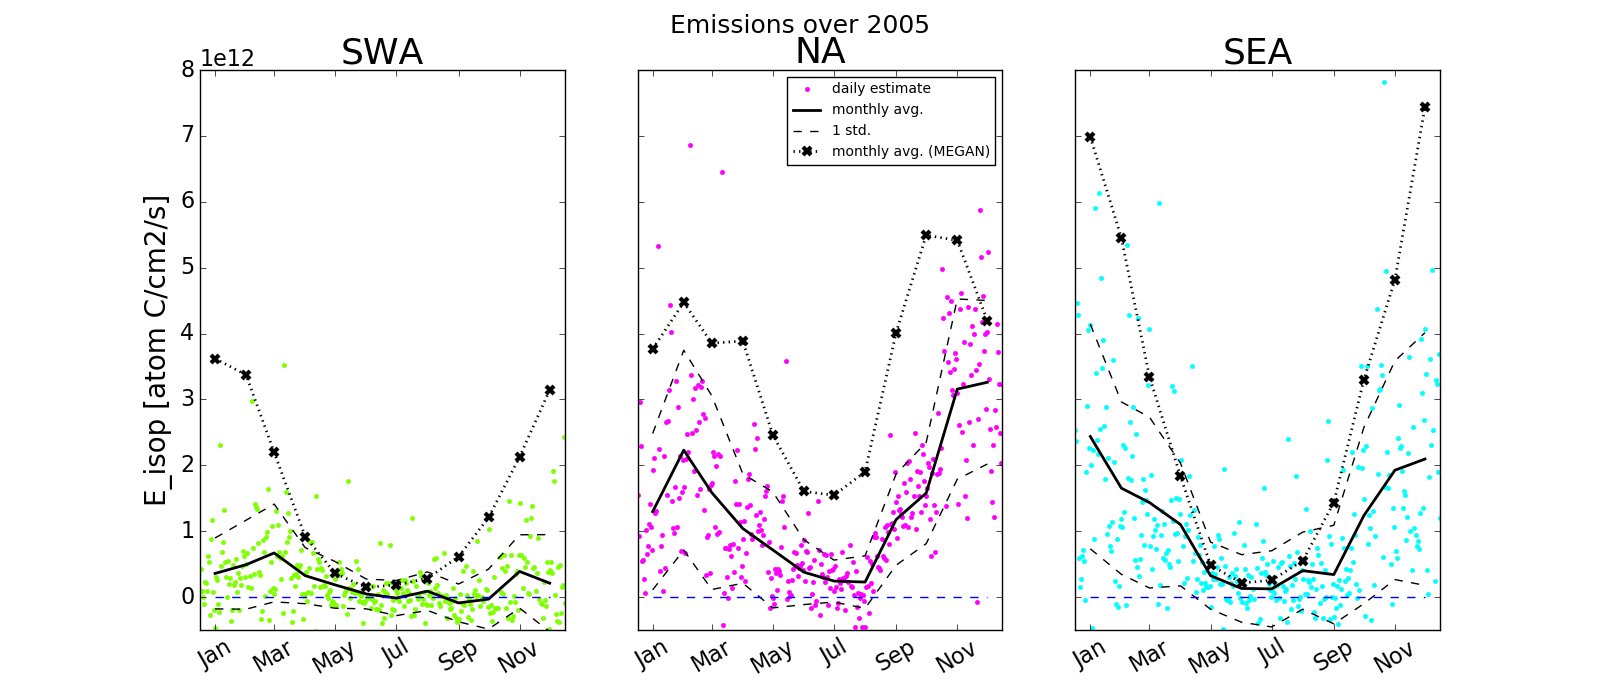 Emissions over 2005
SWA
NA
SEA
1e12
8
7
6
5
4
3
2
1
0
E_isop [atom C/cm2/s]
daily estimate
monthly avg.
1 std.
monthly avg. (MEGAN)
Jan Mar May Jul Sep Nov
Jan Mar May Jul Sep Nov
Jan Mar May Jul Sep Nov